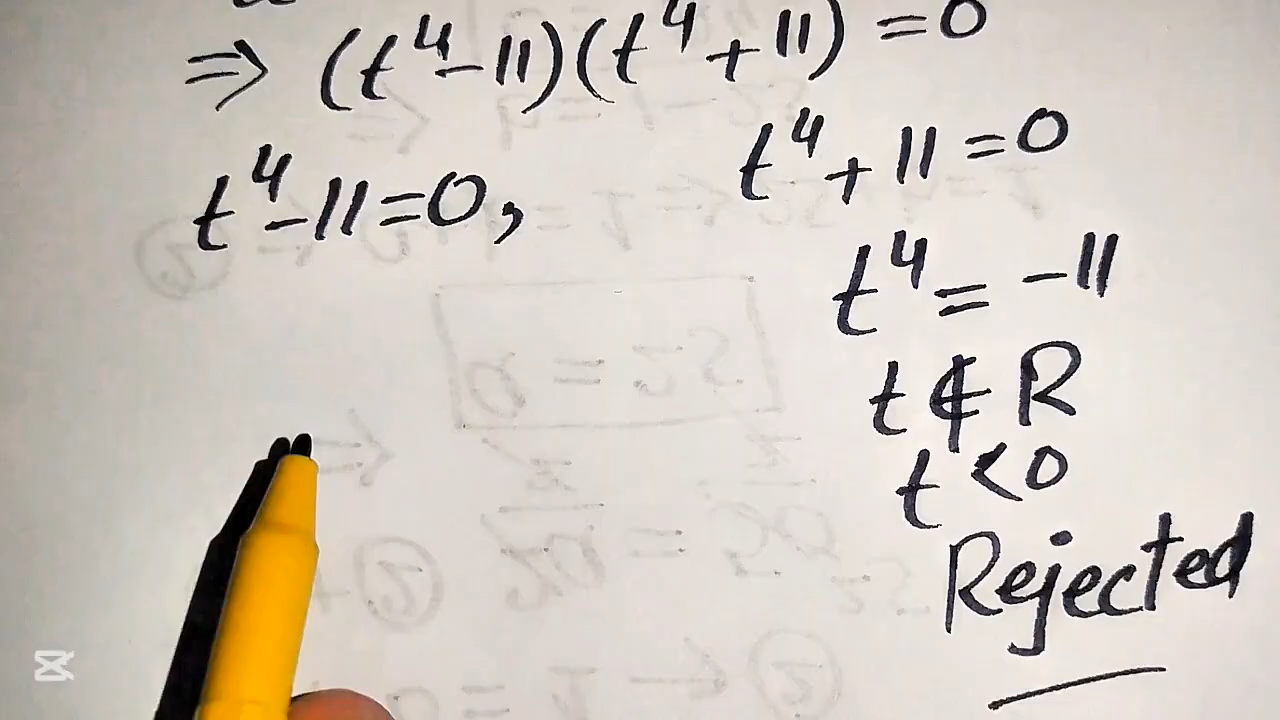 ⇒ (t⁴-11)(t⁴+11) = 0
t⁴-11=0, t⁴+11=0
t⁴= -11
t ∉ R
t <0
Rejected